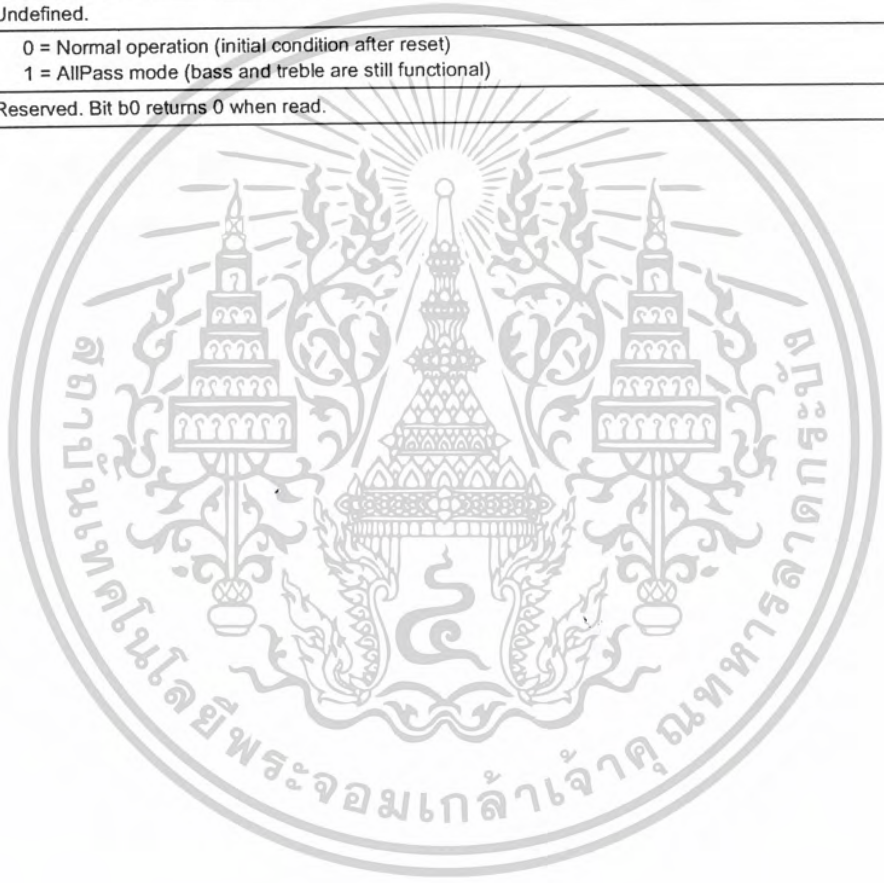 Undefined.
0 = Normal operation (initial condition after reset)
1 = AllPass mode (bass and treble are still functional)
Reserved. Bit b0 returns 0 when read.
๔
สถาบันเทคโนโลยีพระจอมเกล้าเจ้าคุณทหารลาดกระบัง